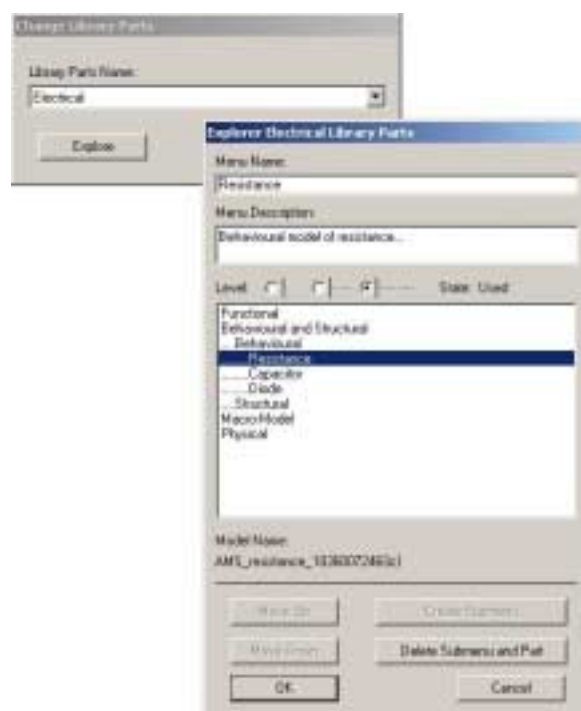 Change Library Parts
Library Parts Name:
Electrical
Explore
Explorer Electrical Library Parts
Menu Name:
Resistance
Menu Description:
Behavioural model of resistance...
Level: State: Used
Functional
Behavioural and Structural
...Behavioural
......Resistance
......Capacitor
......Diode
...Structural
Macro Model
Physical
Model Name:
Move Up Create Submenu
Move Down Delete Submenu and Part
OK Cancel